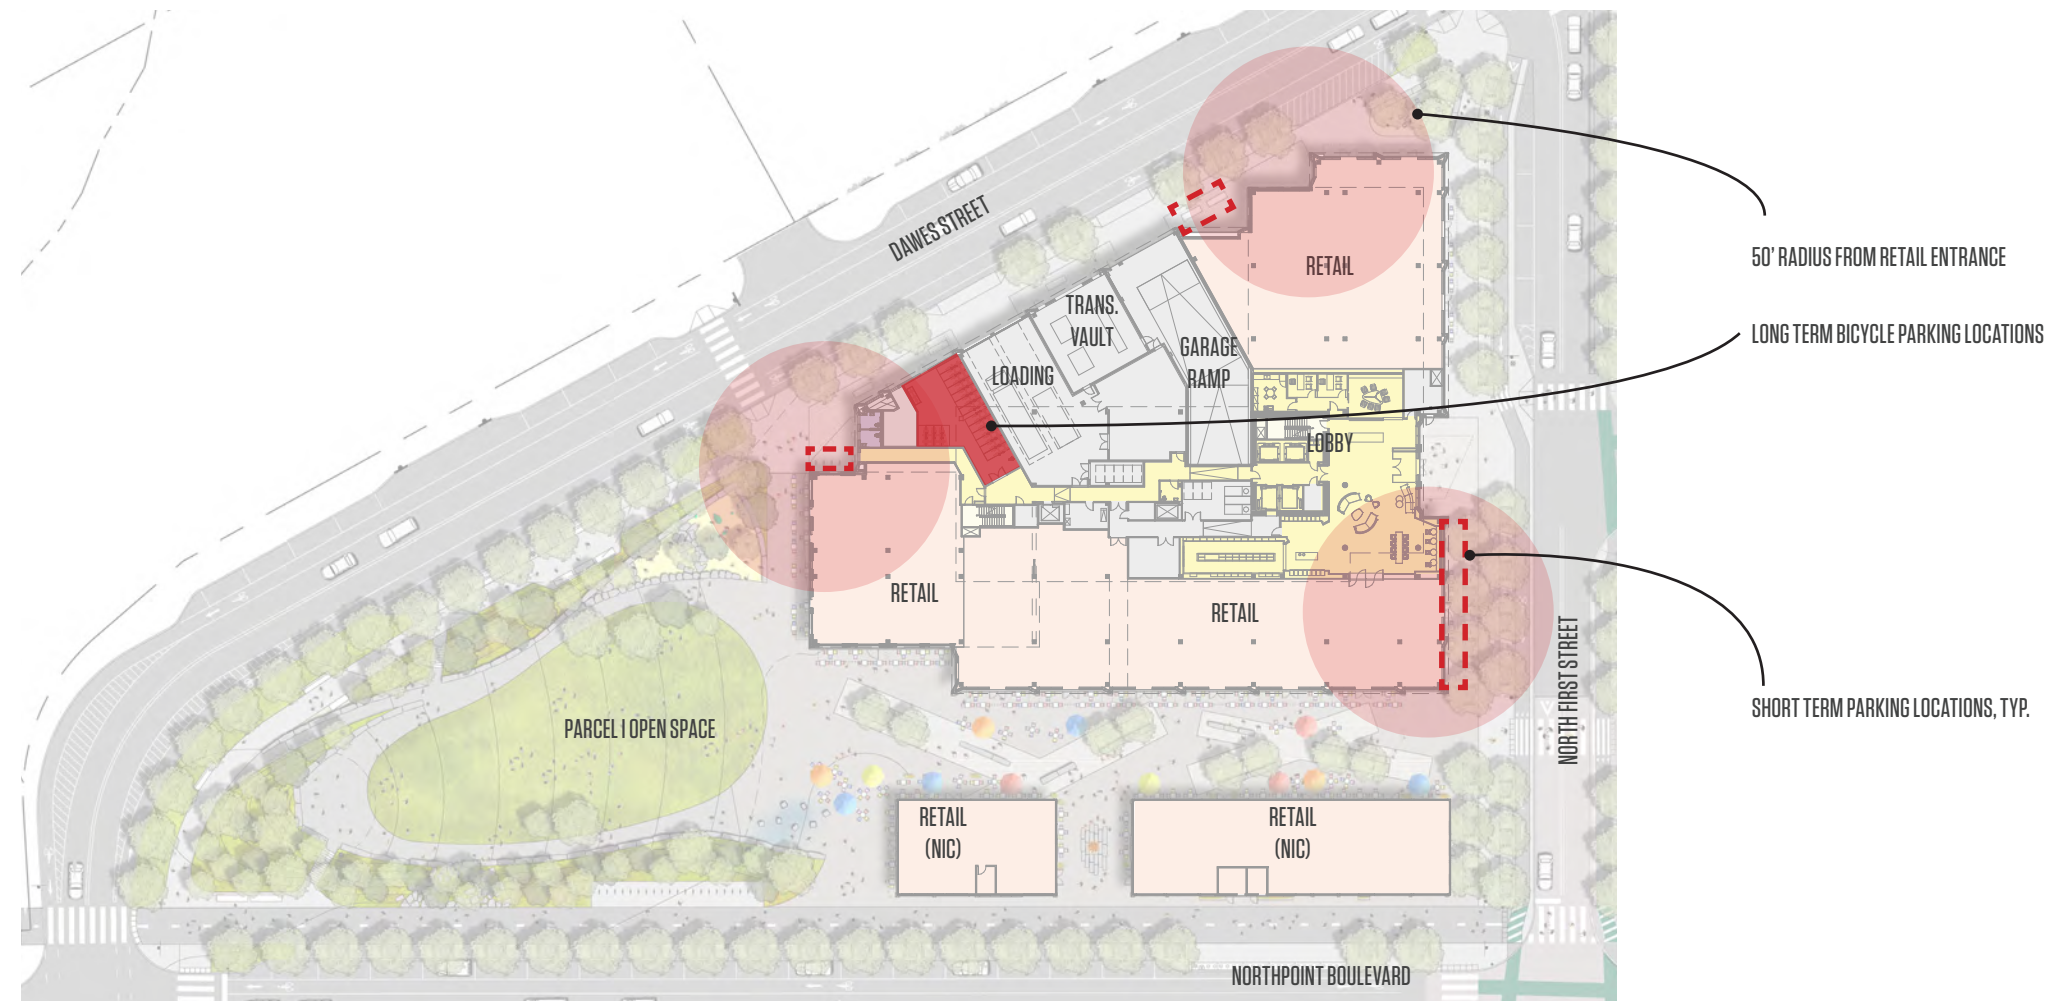 DAWES STREET
RETAIL
TRANS.
VAULT
GARAGE
RAMP
LOADING
LOBBY
RETAIL
RETAIL
PARCEL I OPEN SPACE
RETAIL
(NIC)
RETAIL
(NIC)
NORTH FIRST STREET
NORTHPOINT BOULEVARD
50' RADIUS FROM RETAIL ENTRANCE
LONG TERM BICYCLE PARKING LOCATIONS
SHORT TERM PARKING LOCATIONS, TYP.